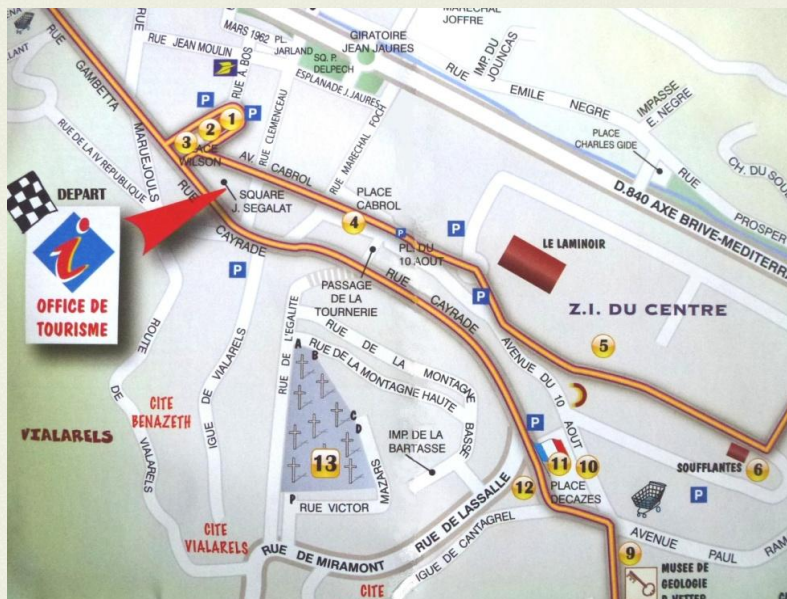 MARECHAL
JOFFRE
MARS 1962
PL.
JARLAND
GIRATOIRE
JEAN JAURES
RUE JEAN MOULIN
SQ. P.
DELPECH
ESPLANADE J. JAURES
RUE A. BOS
RUE CLEMENCEAU
RUE MARECHAL FOCH
IMP. DU
JOUNCAS
RUE EMILE NEGRE
IMPASSE
E. NEGRE
PLACE
CHARLES GIDE
CH. DU
RUE PROSPER
D.840 AXE BRIVE-MEDITERRA
RUE GAMBETTA
P
P
1
2
3
WILSON
MARUEJOULS
RUE DE LA IV REPUBLIQUE
AV. CABROL
DEPART
SQUARE
J. SEGALAT
RUE CAYRADE
PLACE
CABROL
4
P
P
PL. DU
10 AOUT
P
LE LAMINOIR
i
OFFICE DE
TOURISME
PASSAGE
DE LA
TOURNERIE
RUE CAYRADE
P
Z.I. DU CENTRE
5
AVENUE DU 10 AOUT
RUE DE L'EGALITE
RUE DE LA MONTAGNE BASSE
RUE DE LA MONTAGNE HAUTE
A
B
C
D
P
13
ROUTE DE VIALARELS
IGUE DE VIALARELS
CITE
BENAZETH
VIALARELS
IMP. DE LA
BARTASSE
MAZARS
RUE VICTOR
P
11
10
12
PLACE
DECAZES
SOUFFLANTES
6
P
CITE
VIALARELS
RUE DE MIRAMONT
RUE DE LASSALLE
IGUE DE CANTAGREL
CITE
AVENUE PAUL RAM
9
MUSEE DE
GEOLOGIE
P. VETTER